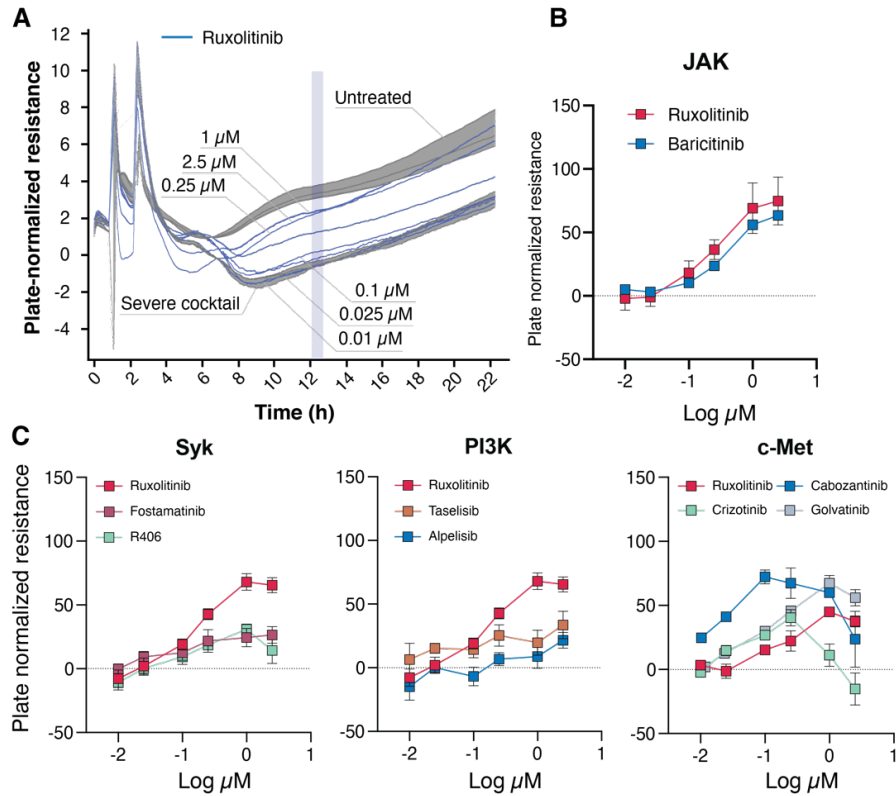 A
Plate-normalized resistance
12
10
8
6
4
2
0
-2
-4
Ruxolitinib
Untreated
1 µM
2.5 µM
0.25 µM
Severe cocktail
0.1 µM
0.025 µM
0.01 µM
0 2 4 6 8 10 12 14 16 18 20 22
Time (h)
B
JAK
Plate normalized resistance
150
100
50
0
-50
Ruxolitinib
Baricitinib
-2 -1 0 1
Log µM
C
Plate normalized resistance
Syk
150
100
50
0
-50
Ruxolitinib
Fostamatinib
R406
-2 -1 0 1
Log µM
PI3K
150
100
50
0
-50
Ruxolitinib
Taselisib
Alpelisib
-2 -1 0 1
Log µM
c-Met
150
100
50
0
-50
Ruxolitinib Cabozantinib
Crizotinib Golvatinib
-2 -1 0 1
Log µM